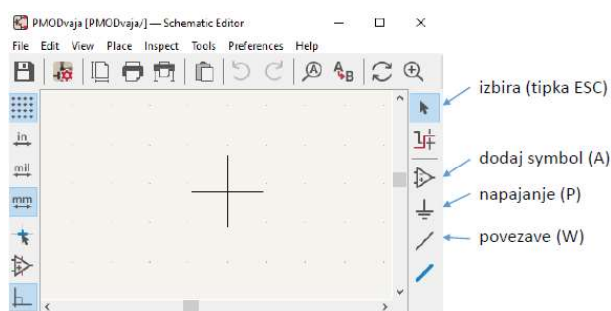 PMODvaja [PMODvaja/] — Schematic Editor
File Edit View Place Inspect Tools Preferences Help
A
A B
in
mil
mm
izbira (tipka ESC)
dodaj symbol (A)
napajanje (P)
povezave (W)